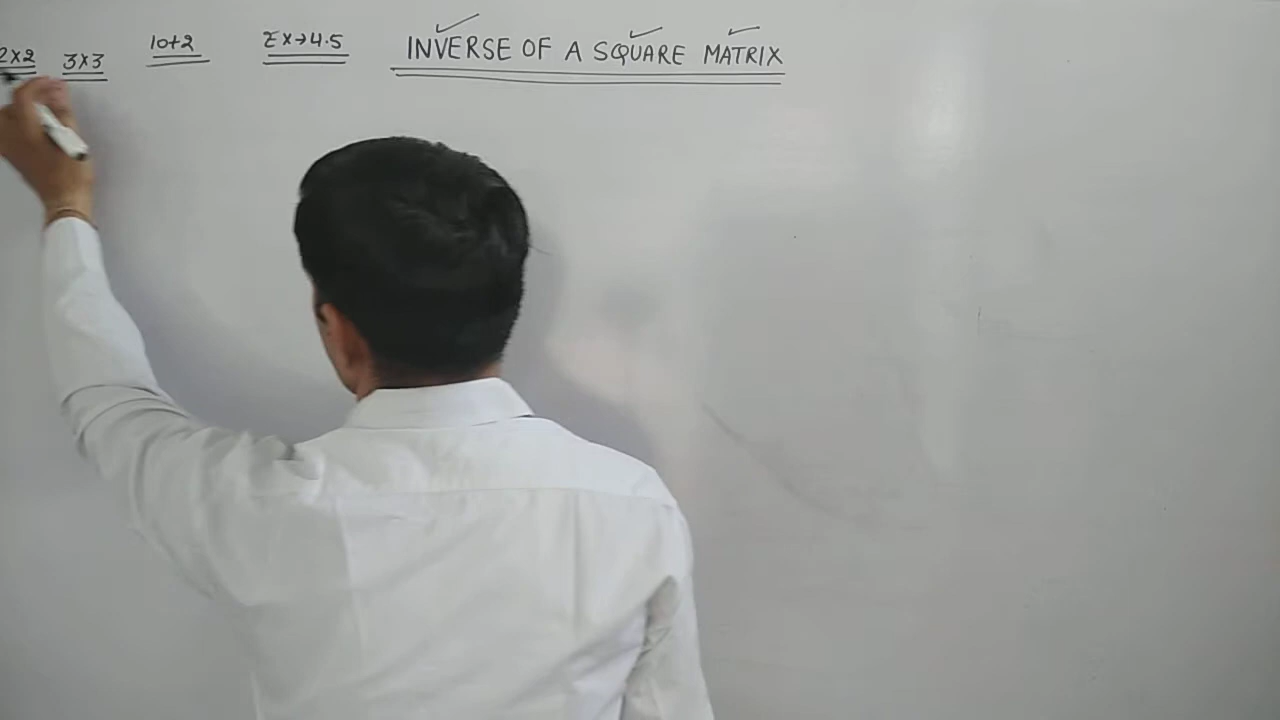 2×2 3×3 10+2 Ex→4.5 INVERSE OF A SQUARE MATRIX